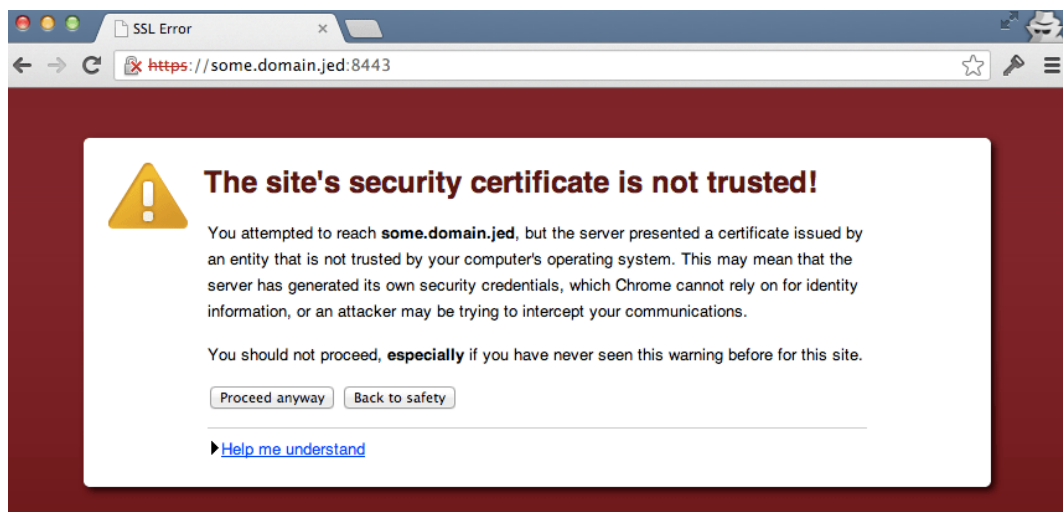 SSL Error
https://some.domain.jed:8443
The site's security certificate is not trusted!
You attempted to reach some.domain.jed, but the server presented a certificate issued by
an entity that is not trusted by your computer's operating system. This may mean that the
server has generated its own security credentials, which Chrome cannot rely on for identity
information, or an attacker may be trying to intercept your communications.
You should not proceed, especially if you have never seen this warning before for this site.
Proceed anyway Back to safety
Help me understand